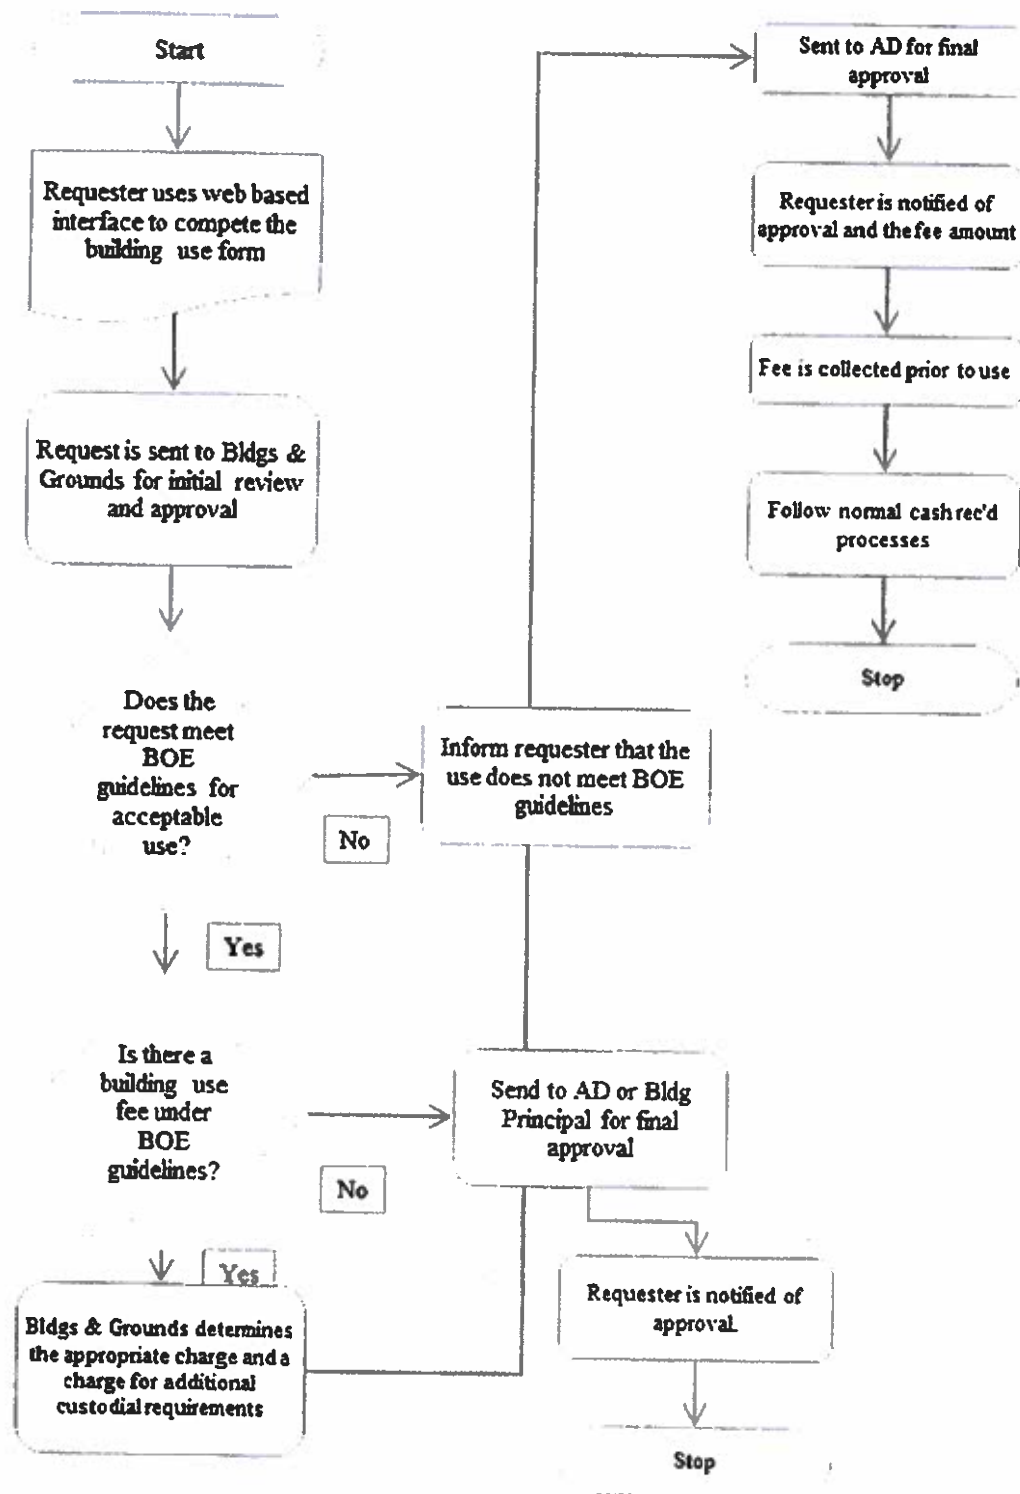 Start
Requester uses web based
interface to compete the
building use form
Request is sent to Bldgs &
Grounds for initial review
and approval
Does the
request meet
BOE
guidelines for
acceptable
use?
No
Inform requester that the
use does not meet BOE
guidelines
Yes
Is there a
building use
fee under
BOE
guidelines?
No
Send to AD or Bldg
Principal for final
approval
Yes
Bldgs & Grounds determines
the appropriate charge and a
charge for additional
custodial requirements
Requester is notified of
approval.
Stop
Sent to AD for final
approval
Requester is notified of
approval and the fee amount
Fee is collected prior to use
Follow normal cash rec'd
processes
Stop